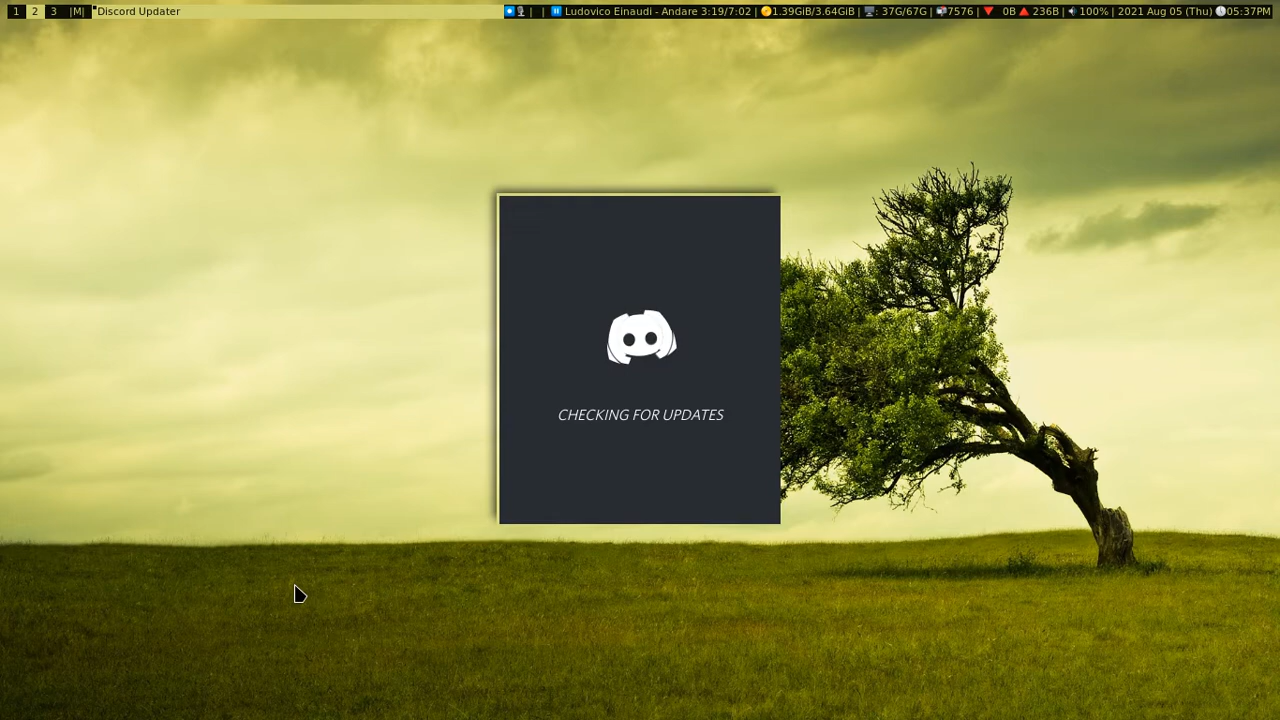 1 2 3 |M| Discord Updater | | Ludovico Einaudi - Andare 3:19/7:02 | 1.39GiB/3.64GiB | : 37G/67G | 7576 | 0B 236B | 100% | 2021 Aug 05 (Thu) 05:37PM
CHECKING FOR UPDATES